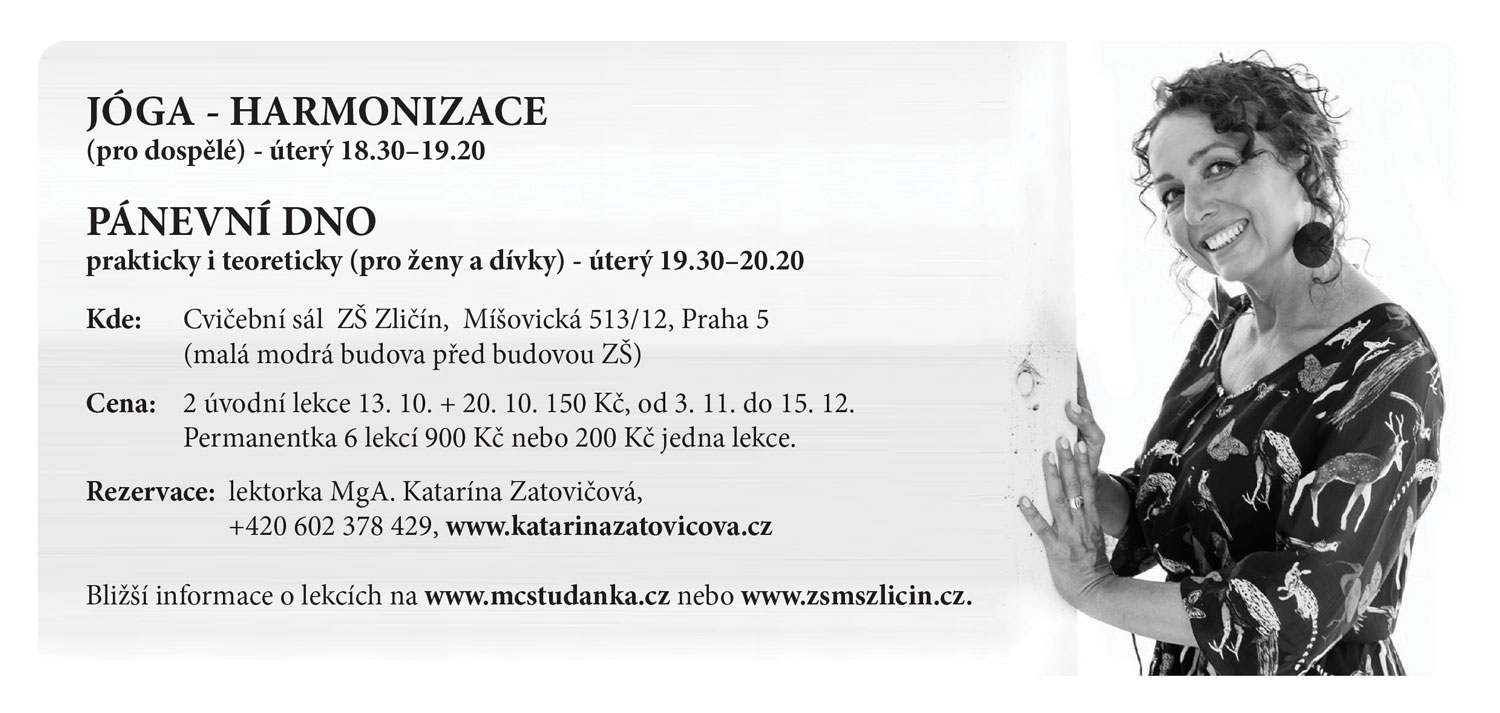 JÓGA - HARMONIZACE
(pro dospělé) - úterý 18.30–19.20
PÁNEVNÍ DNO
prakticky i teoreticky (pro ženy a dívky) - úterý 19.30–20.20
Kde: Cvičební sál ZŠ Zličín, Míšovická 513/12, Praha 5
(malá modrá budova před budovou ZŠ)
Cena: 2 úvodní lekce 13. 10. + 20. 10. 150 Kč, od 3. 11. do 15. 12.
Permanentka 6 lekcí 900 Kč nebo 200 Kč jedna lekce.
Rezervace: lektorka MgA. Katarína Zatovičová,
+420 602 378 429, www.katarinazatovicova.cz
Bližší informace o lekcích na www.mcstudanka.cz nebo www.zsmszlicin.cz.